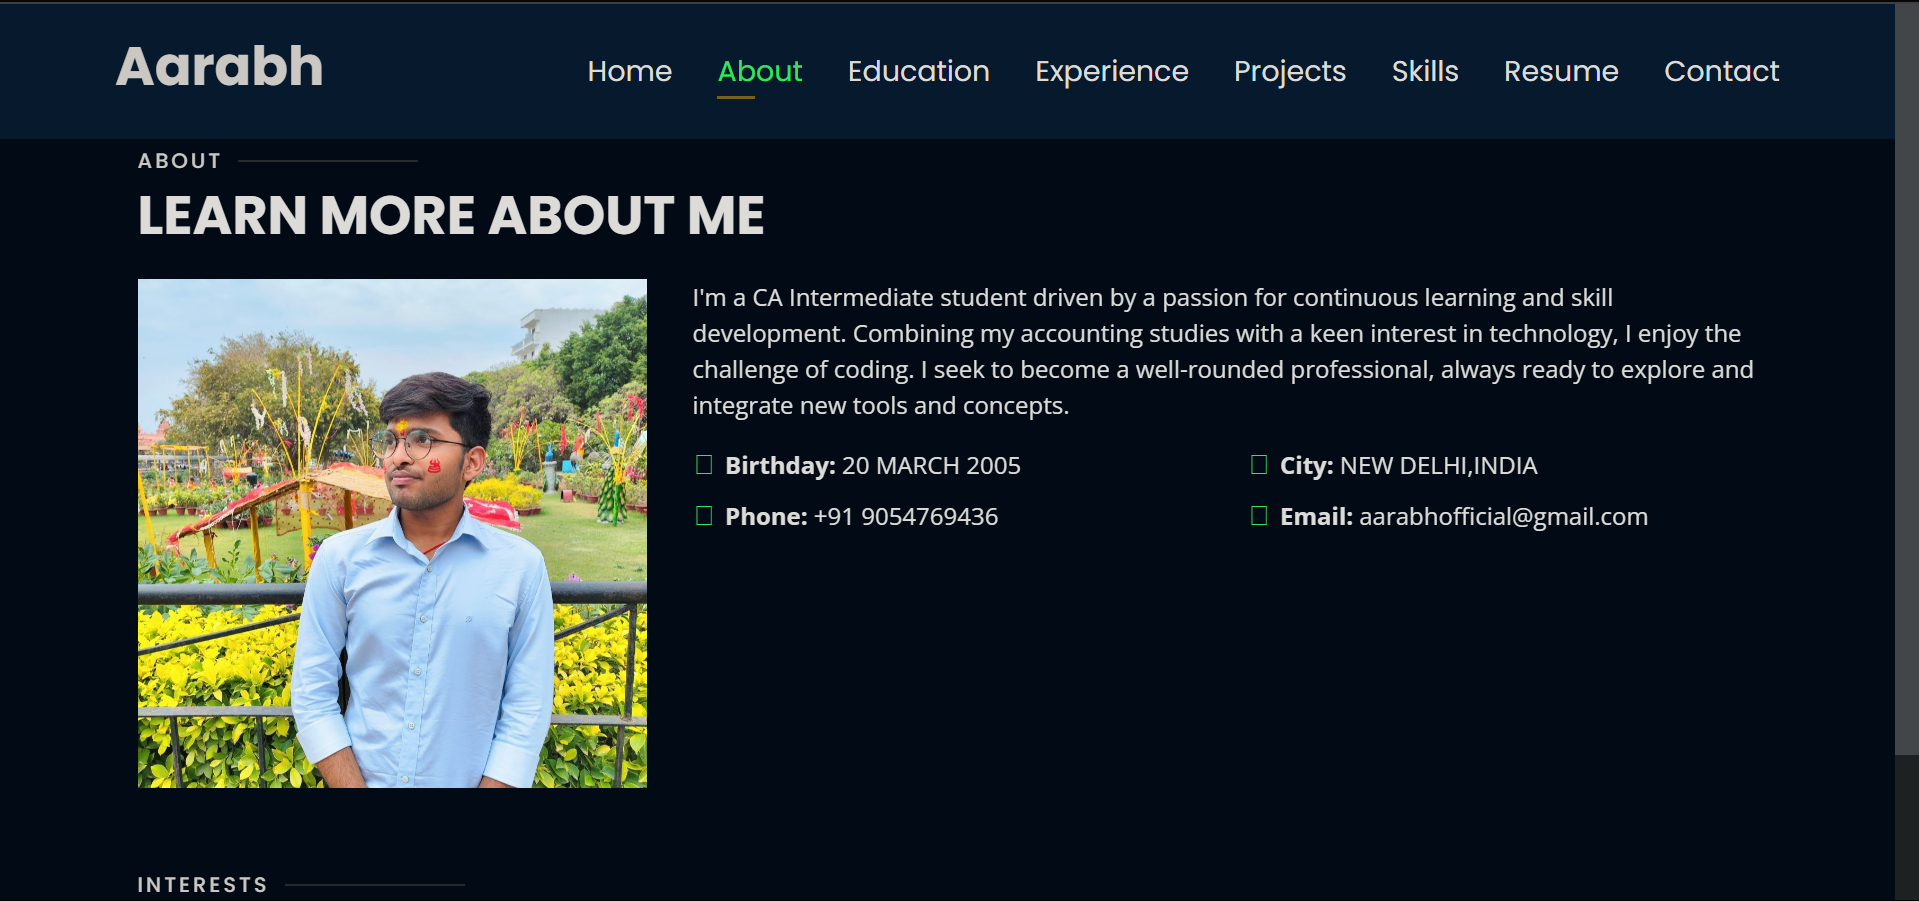 Aarabh
Home About Education Experience Projects Skills Resume Contact
ABOUT
LEARN MORE ABOUT ME
I'm a CA Intermediate student driven by a passion for continuous learning and skill
development. Combining my accounting studies with a keen interest in technology, I enjoy the
challenge of coding. I seek to become a well-rounded professional, always ready to explore and
integrate new tools and concepts.
Birthday: 20 MARCH 2005
City: NEW DELHI,INDIA
Phone: +91 9054769436
Email: aarabhofficial@gmail.com
INTERESTS